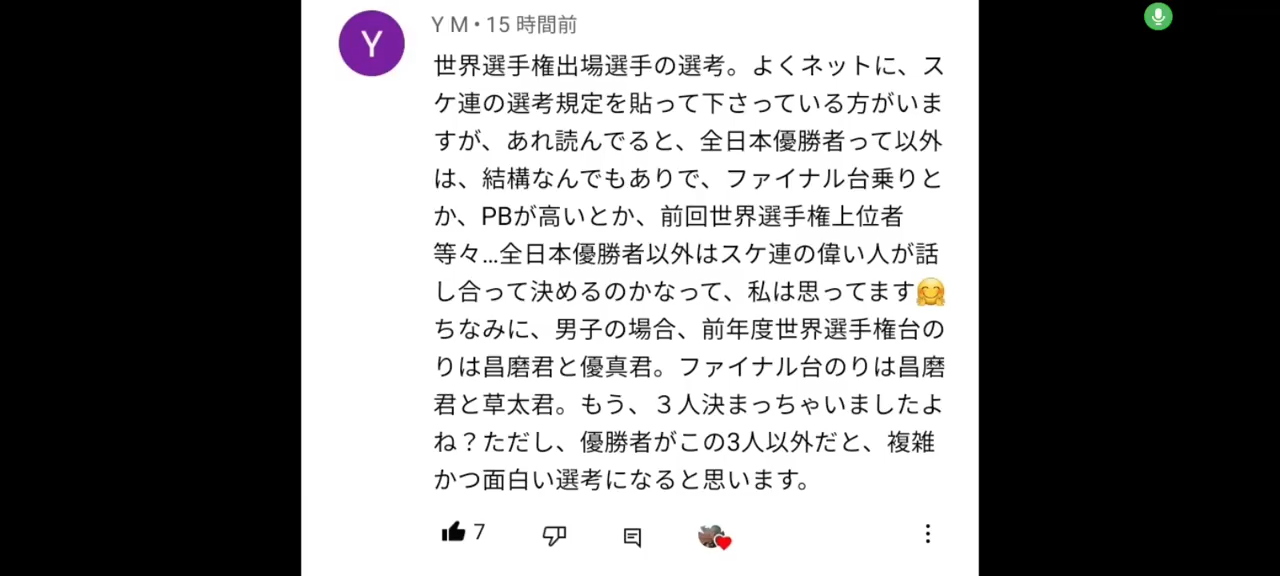 Y
Y M • 15 時間前
世界選手権出場選手の選考。よくネットに、ス
ケ連の選考規定を貼って下さっている方がいま
すが、あれ読んでると、全日本優勝者って以外
は、結構なんでもありで、ファイナル台乗りと
か、PBが高いとか、前回世界選手権上位者
等々...全日本優勝者以外はスケ連の偉い人が話
し合って決めるのかなって、私は思ってます🤗
ちなみに、男子の場合、前年度世界選手権台の
りは昌磨君と優真君。ファイナル台のりは昌磨
君と草太君。もう、３人決まっちゃいましたよ
ね？ただし、優勝者がこの3人以外だと、複雑
かつ面白い選考になると思います。
7